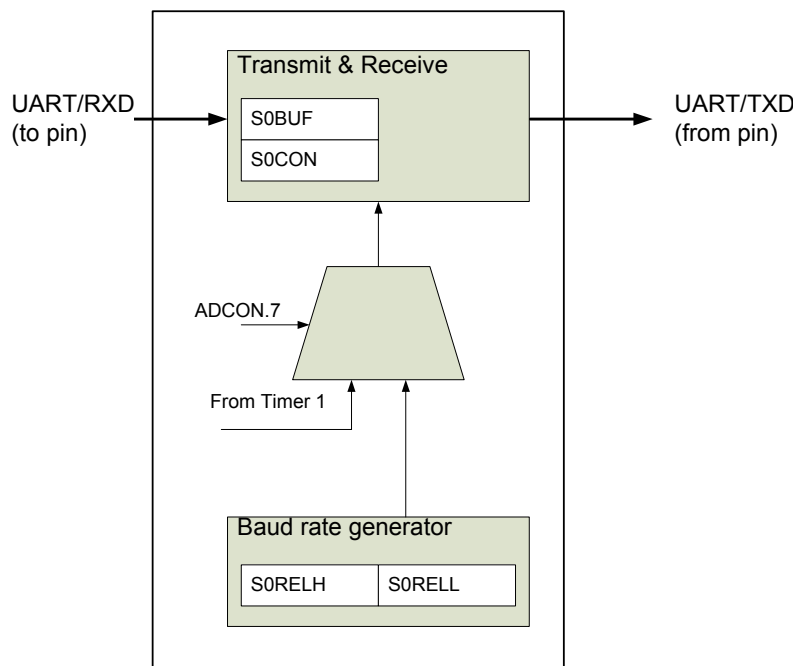 Transmit & Receive
UART/RXD
(to pin)
S0BUF
S0CON
UART/TXD
(from pin)
ADCON.7
From Timer 1
Baud rate generator
S0RELH
S0RELL